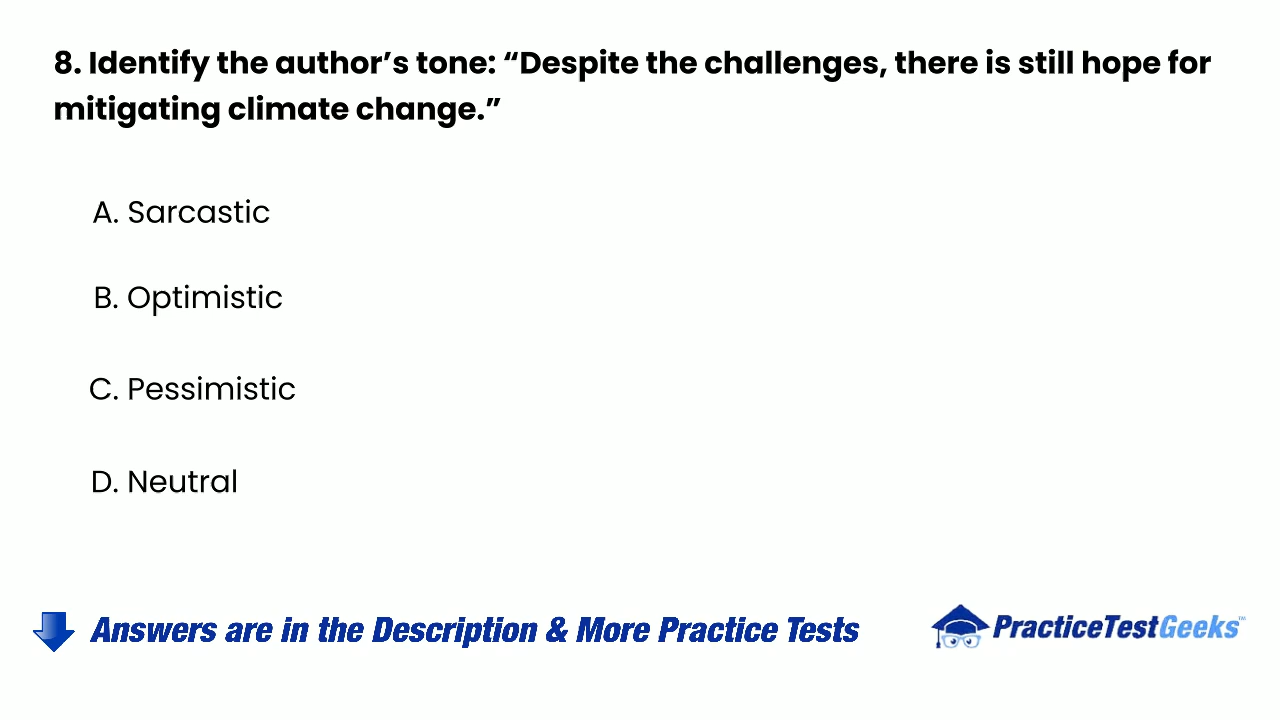 8. Identify the author’s tone: “Despite the challenges, there is still hope for
mitigating climate change.”
A. Sarcastic
B. Optimistic
C. Pessimistic
D. Neutral
Answers are in the Description & More Practice Tests
PracticeTestGeeks™